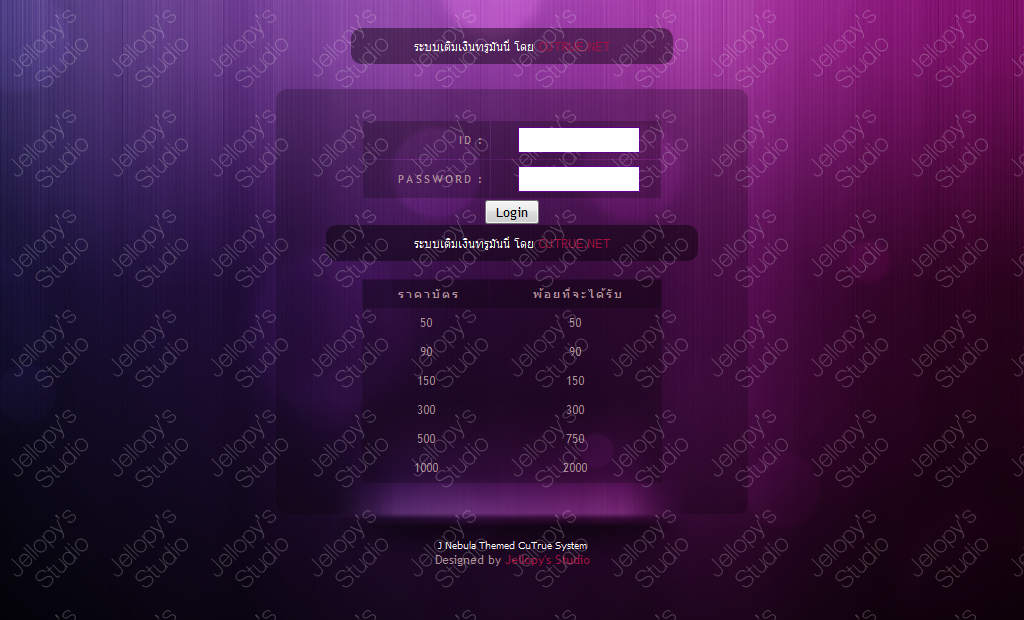 ระบบเติมเงินทรูมันนี่ โดย CUTRUE.NET
ID :
PASSWORD :
Login
ระบบเติมเงินทรูมันนี่ โดย CUTRUE.NET
ราคาบัตร พ้อยที่จะได้รับ
50 50
90 90
150 150
300 300
500 750
1000 2000
J Nebula Themed CuTrue System
Designed by Jellopy's Studio
Jellopy's Studio